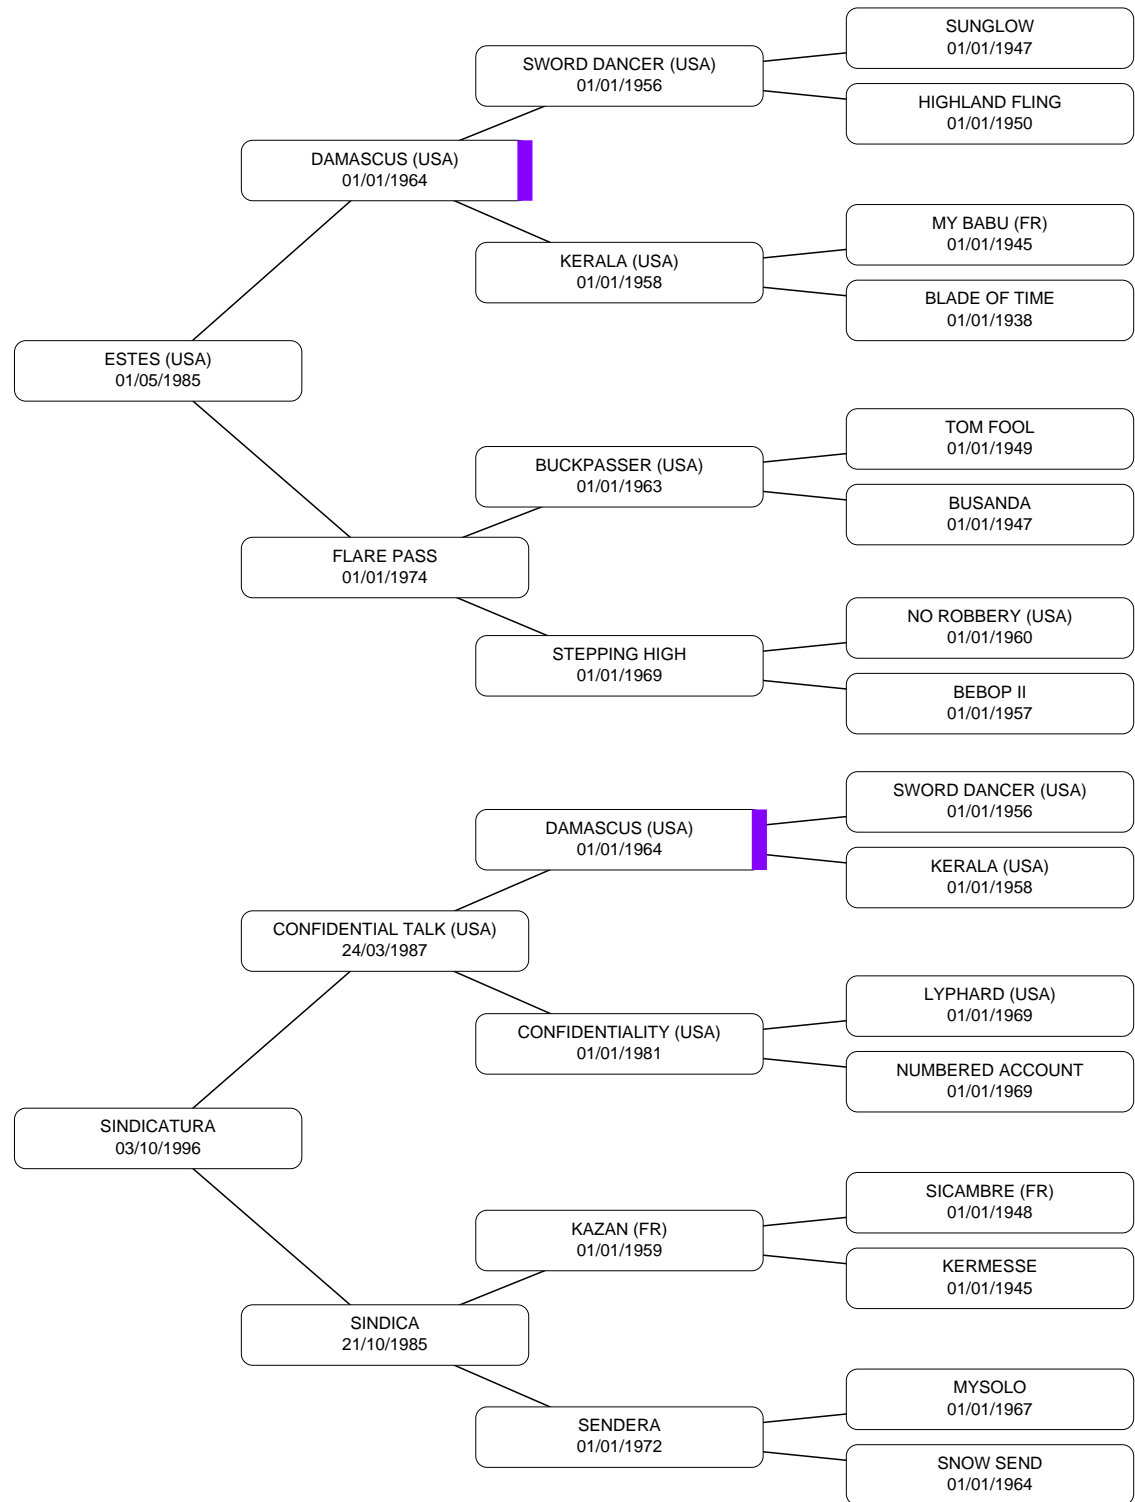 SUNGLOW
01/01/1947
SWORD DANCER (USA)
01/01/1956
HIGHLAND FLING
01/01/1950
DAMASCUS (USA)
01/01/1964
MY BABU (FR)
01/01/1945
KERALA (USA)
01/01/1958
BLADE OF TIME
01/01/1938
ESTES (USA)
01/05/1985
TOM FOOL
01/01/1949
BUCKPASSER (USA)
01/01/1963
BUSANDA
01/01/1947
FLARE PASS
01/01/1974
NO ROBBERY (USA)
01/01/1960
STEPPING HIGH
01/01/1969
BEBOP II
01/01/1957
SWORD DANCER (USA)
01/01/1956
DAMASCUS (USA)
01/01/1964
KERALA (USA)
01/01/1958
CONFIDENTIAL TALK (USA)
24/03/1987
LYPHARD (USA)
01/01/1969
CONFIDENTIALITY (USA)
01/01/1981
NUMBERED ACCOUNT
01/01/1969
SINDICATURA
03/10/1996
SICAMBRE (FR)
01/01/1948
KAZAN (FR)
01/01/1959
KERMESSE
01/01/1945
SINDICA
21/10/1985
MYSOLO
01/01/1967
SENDERA
01/01/1972
SNOW SEND
01/01/1964